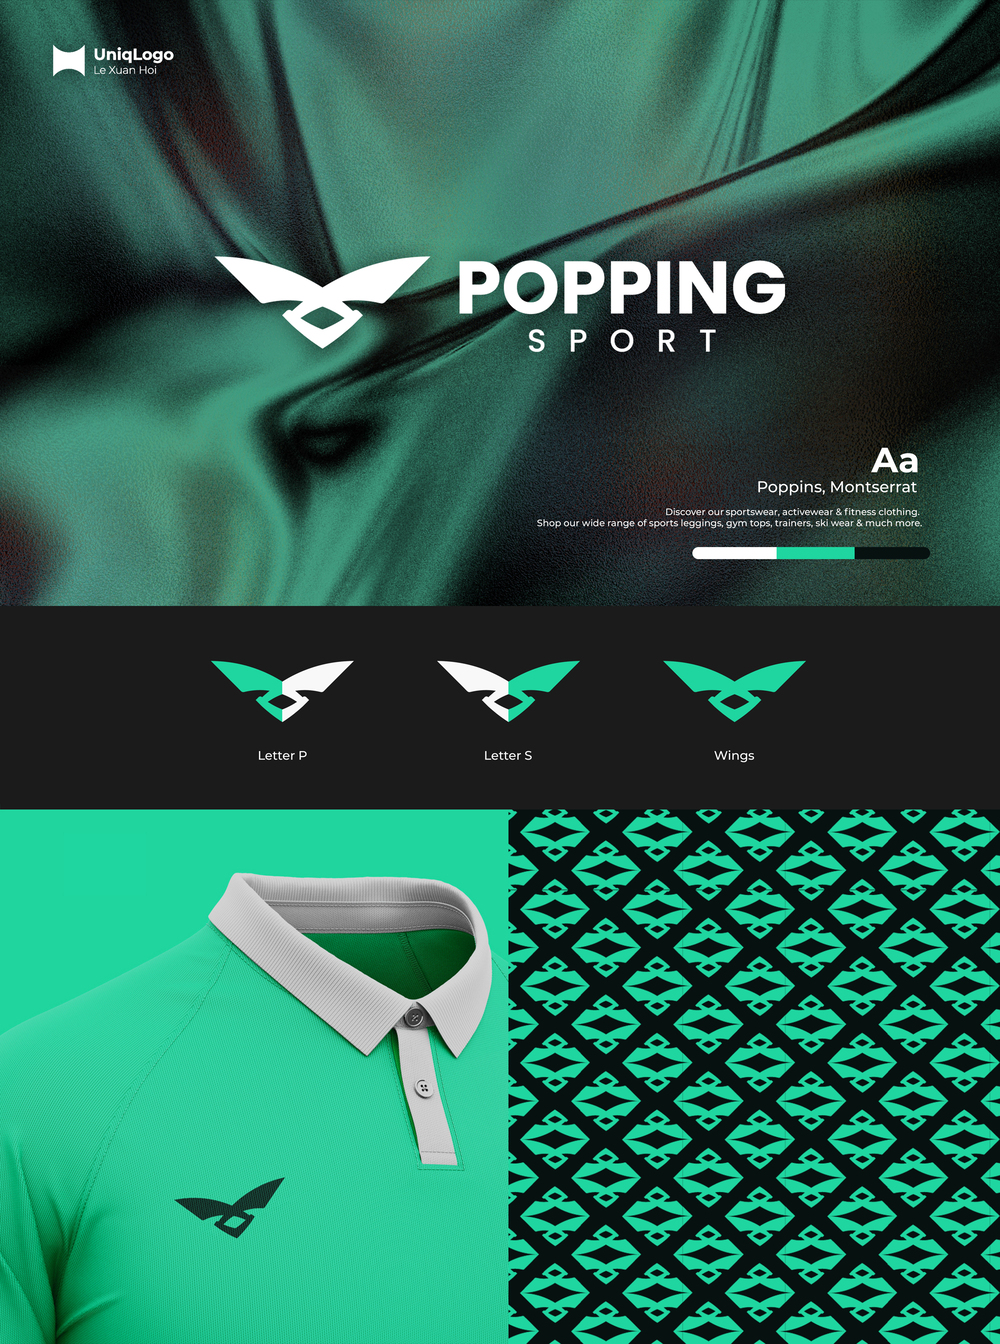 UniqLogo
Le Xuan Hoi
POPPING
SPORT
Aa
Poppins, Montserrat
Discover our sportswear, activewear & fitness clothing.
Shop our wide range of sports leggings, gym tops, trainers, ski wear & much more.
Letter P
Letter S
Wings